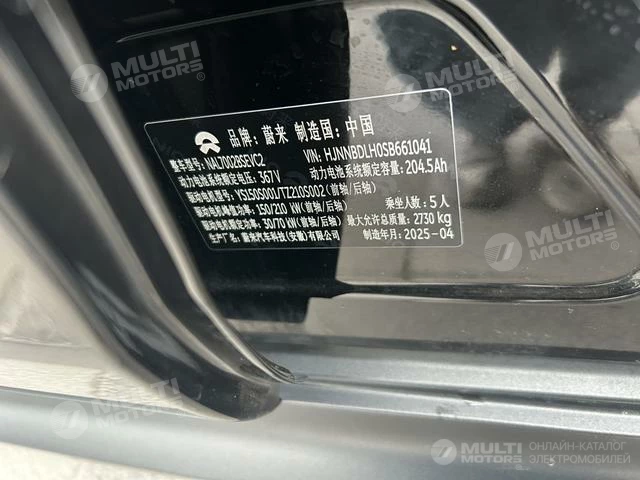 品牌: 蔚来 制造国: 中国
整车型号: NAL7002BSEVC2 VIN: HJNNBDLH0SB661041
动力电池系统额定电压: 367 V 动力电池系统额定容量: 204.5Ah
驱动电机型号: YS150S001/TZ210S002 (前轴/后轴)
驱动电机峰值功率: 150/210 kW (前轴/后轴) 乘坐人数: 5人
驱动电机额定功率: 50/70 kW (前轴/后轴) 最大允许总质量: 2730 kg
生产厂名: 蔚来汽车科技(安徽)有限公司 制造年月: 2025-04
MULTI MOTORS
MULTI MOTORS
MULTI MOTORS
MULTI MOTORS
MULTI MOTORS
MULTI MOTORS ОНЛАЙН-КАТАЛОГ ЭЛЕКТРОМОБИЛЕЙ